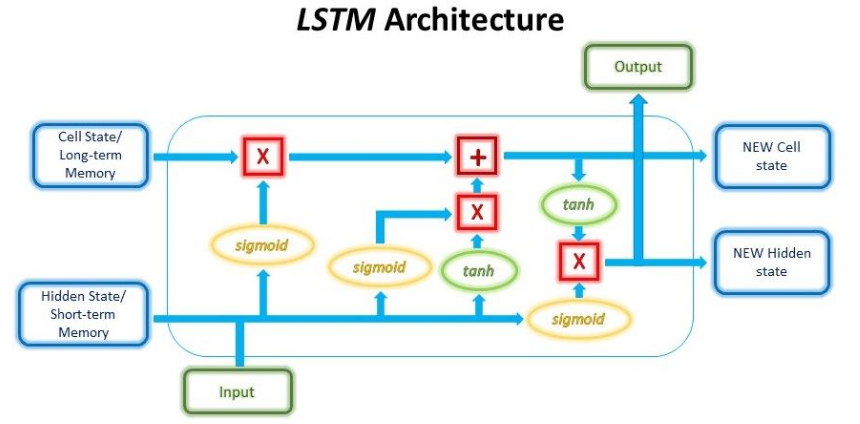 LSTM Architecture
Output
Cell State/
Long-term
Memory
X
+
NEW Cell
state
tanh
X
sigmoid
sigmoid
tanh
X
NEW Hidden
state
Hidden State/
Short-term
Memory
sigmoid
Input